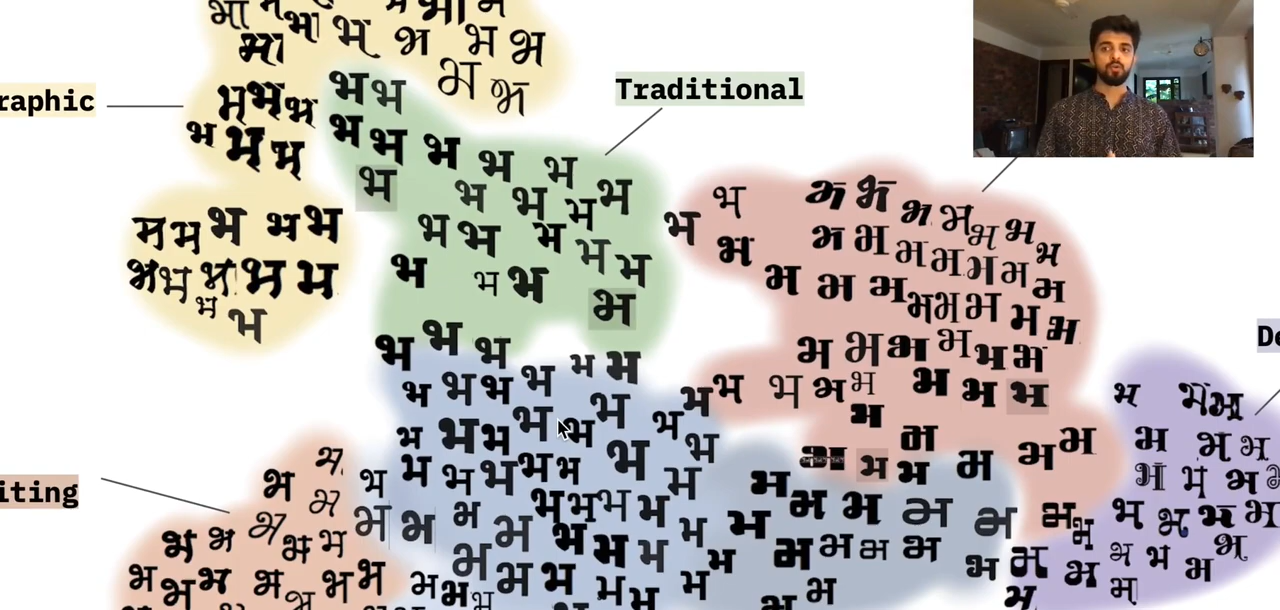 raphic
Traditional
De
iting
भ